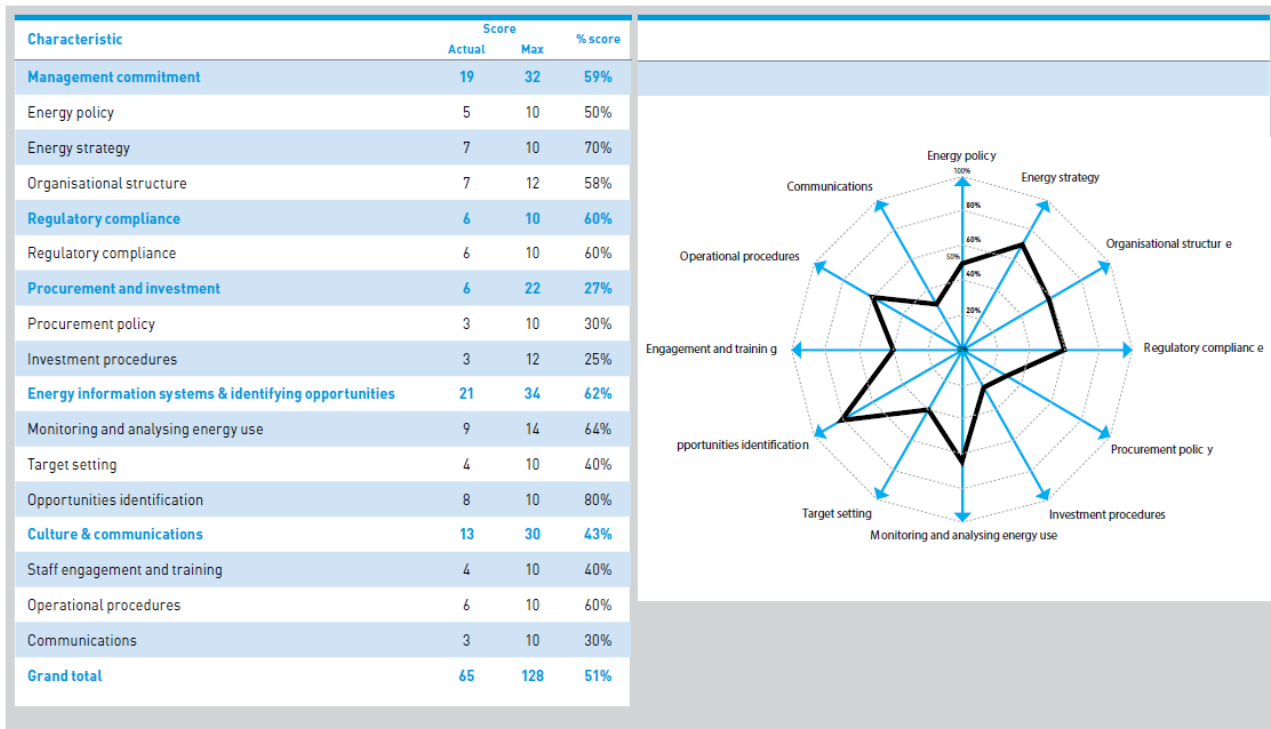 Characteristic Score % score
Actual Max
Management commitment 19 32 59%
Energy policy 5 10 50%
Energy strategy 7 10 70%
Organisational structure 7 12 58%
Regulatory compliance 6 10 60%
Regulatory compliance 6 10 60%
Procurement and investment 6 22 27%
Procurement policy 3 10 30%
Investment procedures 3 12 25%
Energy information systems & identifying opportunities 21 34 62%
Monitoring and analysing energy use 9 14 64%
Target setting 4 10 40%
Opportunities identification 8 10 80%
Culture & communications 13 30 43%
Staff engagement and training 4 10 40%
Operational procedures 6 10 60%
Communications 3 10 30%
Grand total 65 128 51%
Energy policy
100%
Energy strategy
Communications
80%
Organisational structur e
60%
Operational procedures
50%
40%
20%
Engagement and trainin g
Regulatory complianc e
pportunities identification
Procurement polic y
Target setting
Investment procedures
Monitoring and analysing energy use